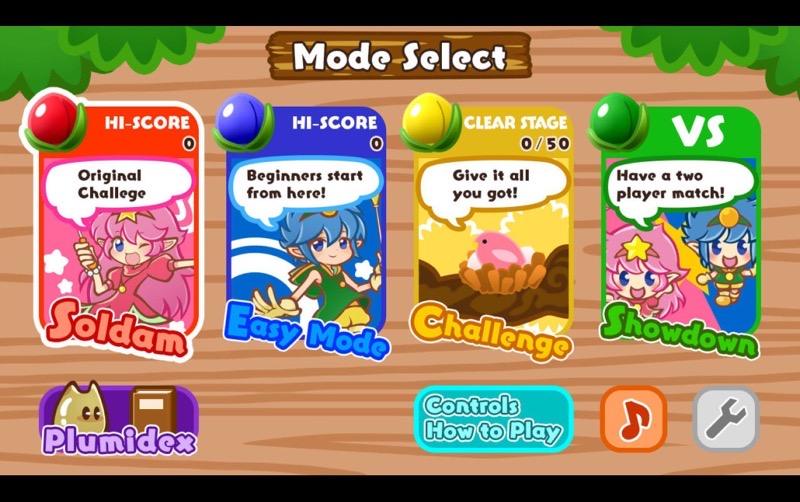 Mode Select
HI-SCORE
0
Original
Challege
Soldam
HI-SCORE
0
Beginners start
from here!
Easy Mode
CLEAR STAGE
0/50
Give it all
you got!
Challenge
VS
Have a two
player match!
Showdown
Plumidex
Controls
How to Play